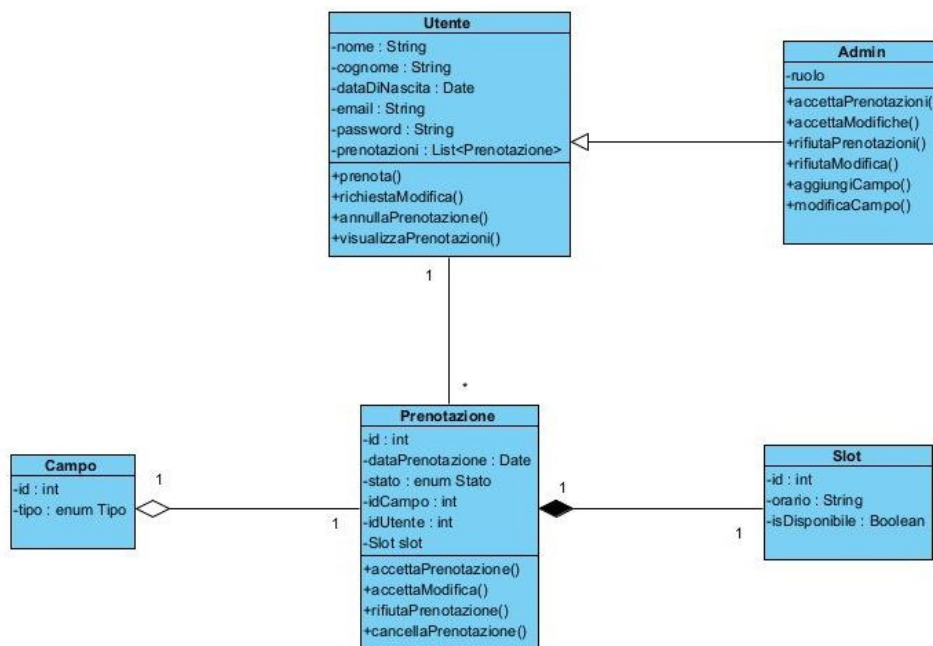 Utente
-nome : String
-cognome : String
-dataDiNascita : Date
-email : String
-password : String
-prenotazioni : List<Prenotazione>
+prenota()
+richiestaModifica()
+annullaPrenotazione()
+visualizzaPrenotazioni()
Admin
-ruolo
+accettaPrenotazioni()
+accettaModifiche()
+rifiutaPrenotazioni()
+rifiutaModifica()
+aggiungiCampo()
+modificaCampo()
1
*
Campo
-id : int
-tipo : enum Tipo
1
1
Prenotazione
-id : int
-dataPrenotazione : Date
-stato : enum Stato
-idCampo : int
-idUtente : int
-Slot slot
+accettaPrenotazione()
+accettaModifica()
+rifiutaPrenotazione()
+cancellaPrenotazione()
1
1
Slot
-id : int
-orario : String
-isDisponibile : Boolean